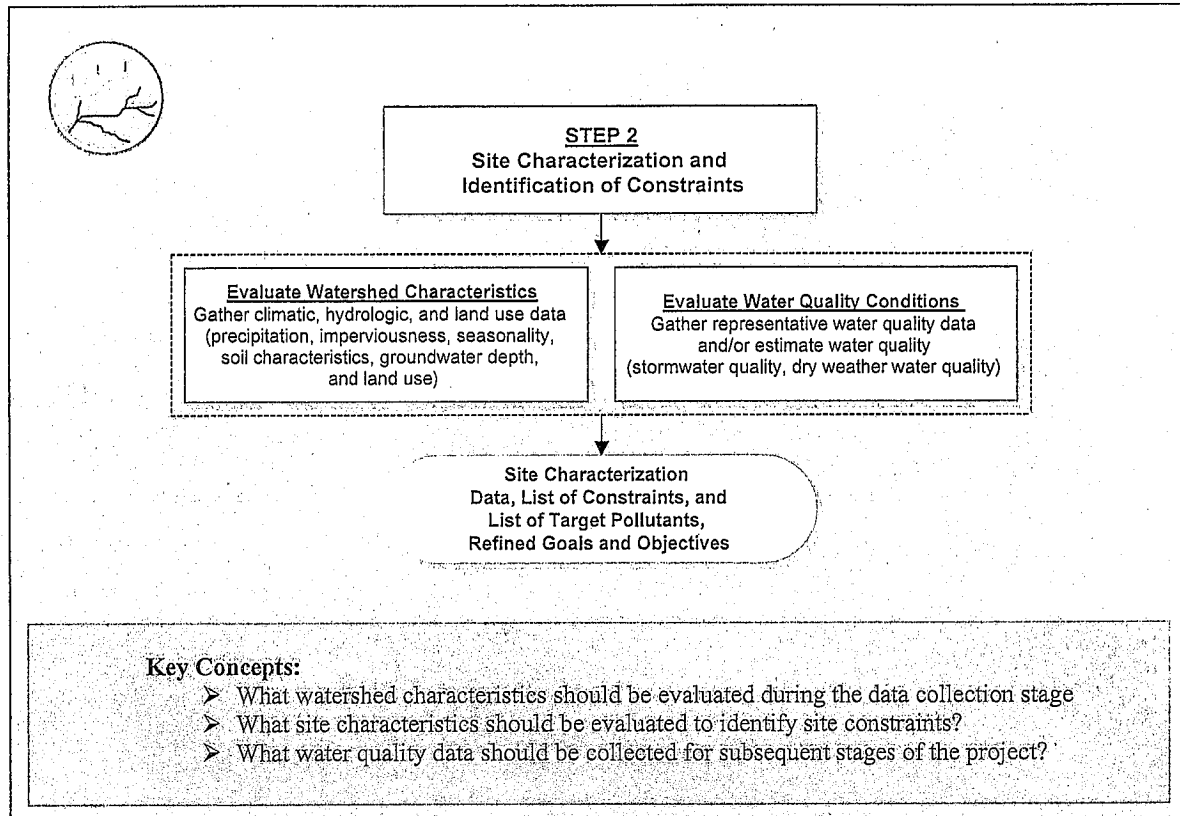 STEP 2
Site Characterization and
Identification of Constraints
Evaluate Watershed Characteristics
Gather climatic, hydrologic, and land use data
(precipitation, imperviousness, seasonality,
soil characteristics, groundwater depth,
and land use)
Evaluate Water Quality Conditions
Gather representative water quality data
and/or estimate water quality
(stormwater quality, dry weather water quality)
Site Characterization
Data, List of Constraints, and
List of Target Pollutants,
Refined Goals and Objectives
Key Concepts:
➢ What watershed characteristics should be evaluated during the data collection stage
➢ What site characteristics should be evaluated to identify site constraints?
➢ What water quality data should be collected for subsequent stages of the project?